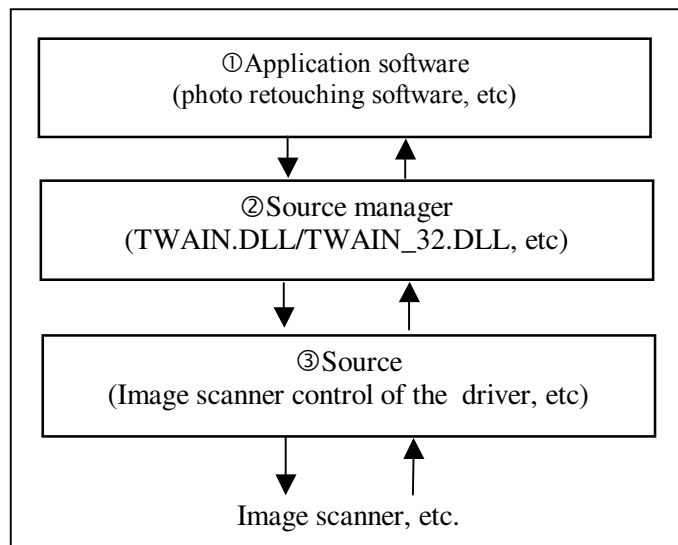 ①Application software
(photo retouching software, etc)
②Source manager
(TWAIN.DLL/TWAIN_32.DLL, etc)
③Source
(Image scanner control of the driver, etc)
Image scanner, etc.